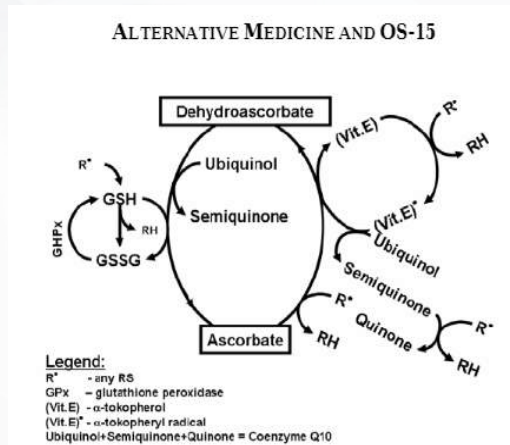 ALTERNATIVE MEDICINE AND OS-15
Dehydroascorbate
(Vit.E)
R•
RH
R•
Ubiquinol
GSH
Semiquinone
RH
GHPx
GSSG
(Vit.E)•
Ubiquinol
Semiquinone
R•
Quinone
R•
RH
Ascorbate
RH
Legend:
R• - any RS
GPx – glutathione peroxidase
(Vit.E) - α-tokopherol
(Vit.E)• - α-tokopheryl radical
Ubiquinol+Semiquinone+Quinone = Coenzyme Q10